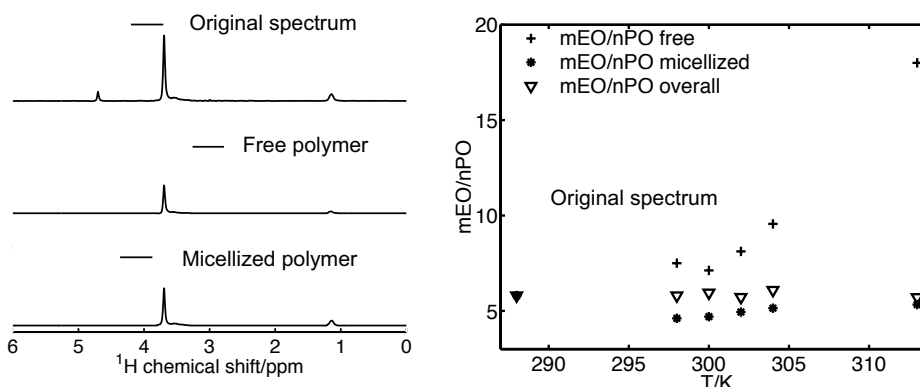 Original spectrum
Free polymer
Micellized polymer
6 5 4 3 2 1 0
¹H chemical shift/ppm
20
15
10
5
mEO/nPO
+ mEO/nPO free
* mEO/nPO micellized
▽ mEO/nPO overall
Original spectrum
290 295 300 305 310
T/K